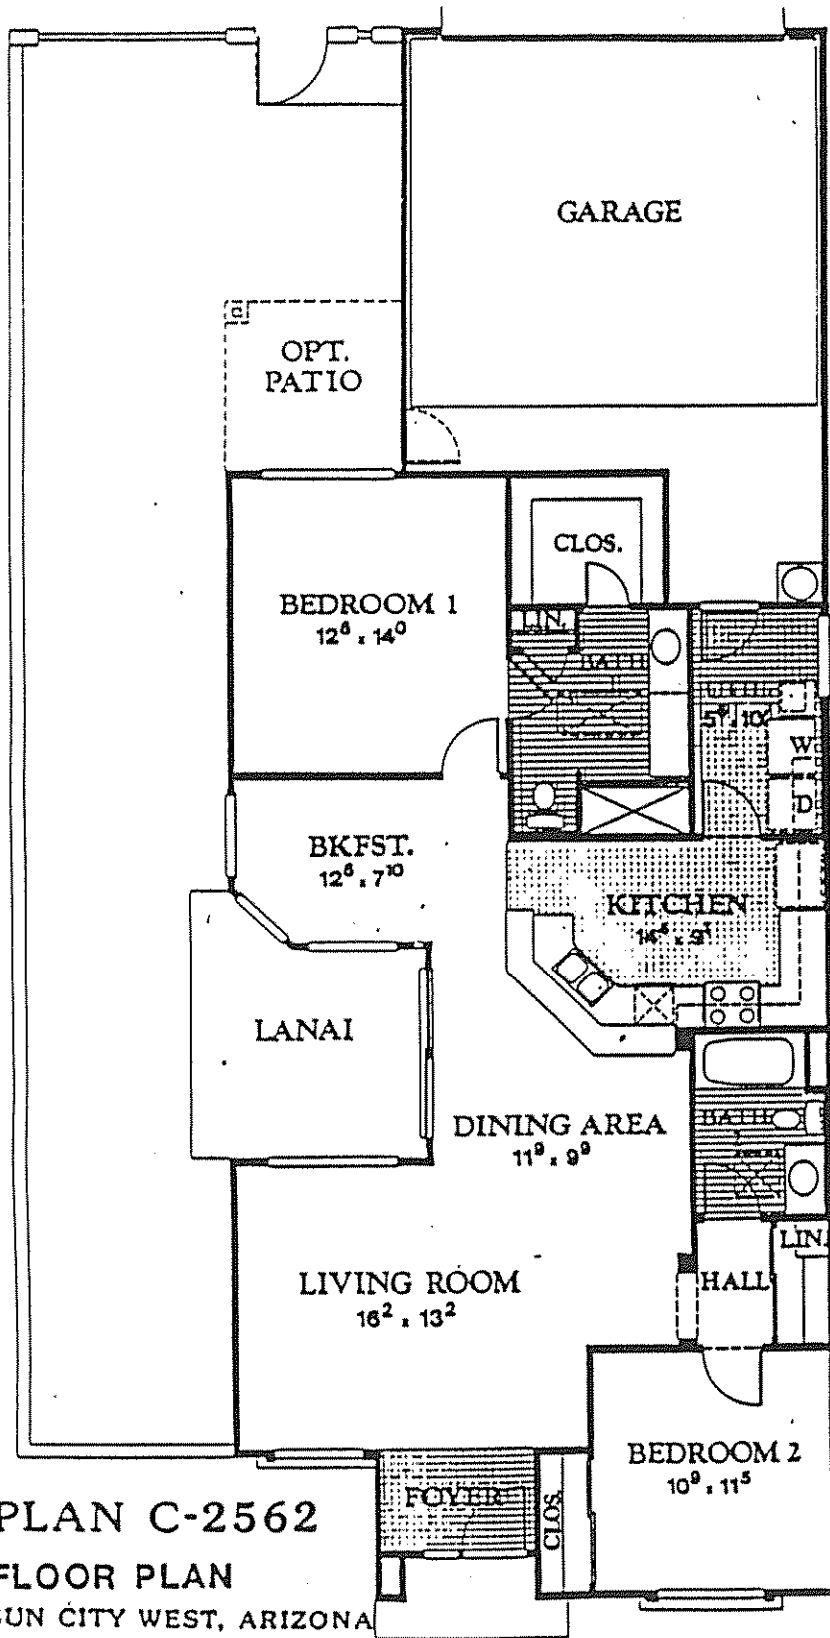 GARAGE
OPT.
PATIO
CLOS.
BEDROOM 1
12⁶ x 14⁰
LIN.
BATH
UTIL.
W
D
BKFST.
12⁶ x 7¹⁰
KITCHEN
LANAI
DINING AREA
11⁹ x 9⁹
BATH
LIN.
HALL
LIVING ROOM
16² x 13²
BEDROOM 2
10⁹ x 11⁵
FOYER
CLOS.
PLAN C-2562
FLOOR PLAN
SUN CITY WEST, ARIZONA